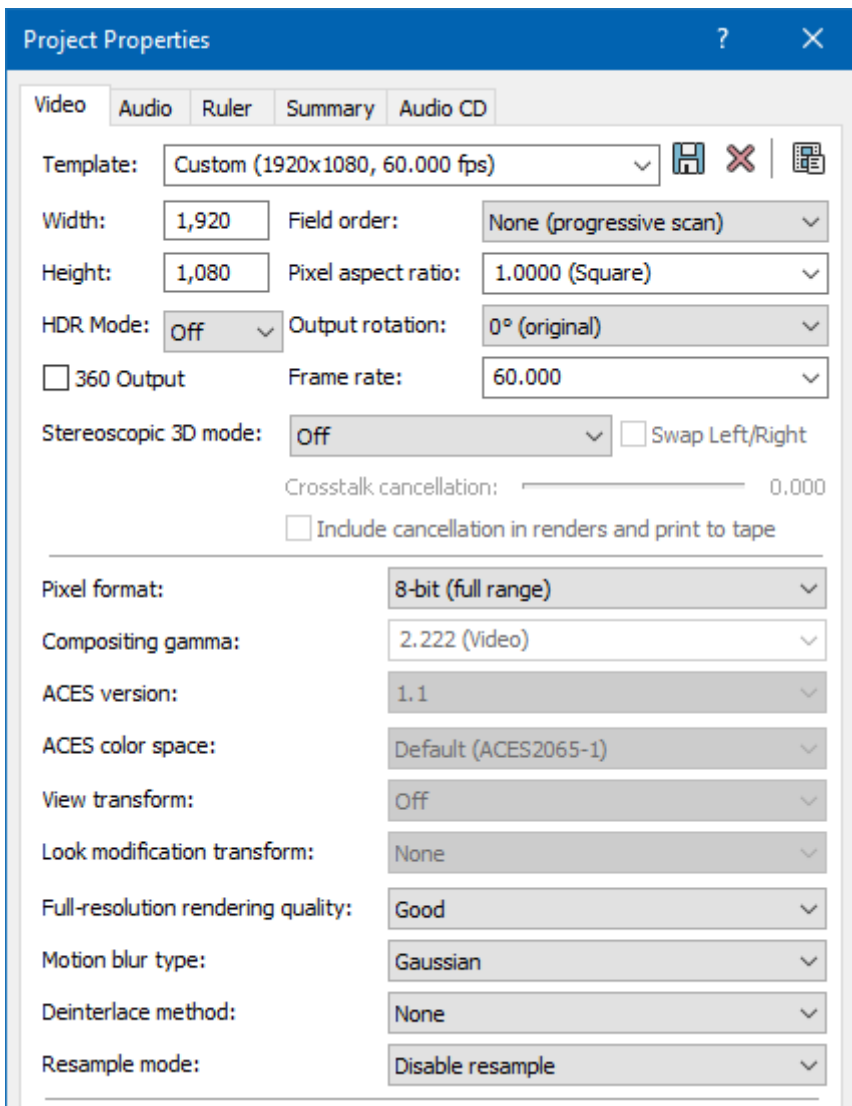 Project Properties ? ×
Video Audio Ruler Summary Audio CD
Template: Custom (1920x1080, 60.000 fps)
Width: 1,920 Field order: None (progressive scan)
Height: 1,080 Pixel aspect ratio: 1.0000 (Square)
HDR Mode: Off Output rotation: 0° (original)
360 Output Frame rate: 60.000
Stereoscopic 3D mode: Off Swap Left/Right
Crosstalk cancellation: 0.000
Include cancellation in renders and print to tape
Pixel format: 8-bit (full range)
Compositing gamma: 2.222 (Video)
ACES version: 1.1
ACES color space: Default (ACES2065-1)
View transform: Off
Look modification transform: None
Full-resolution rendering quality: Good
Motion blur type: Gaussian
Deinterlace method: None
Resample mode: Disable resample